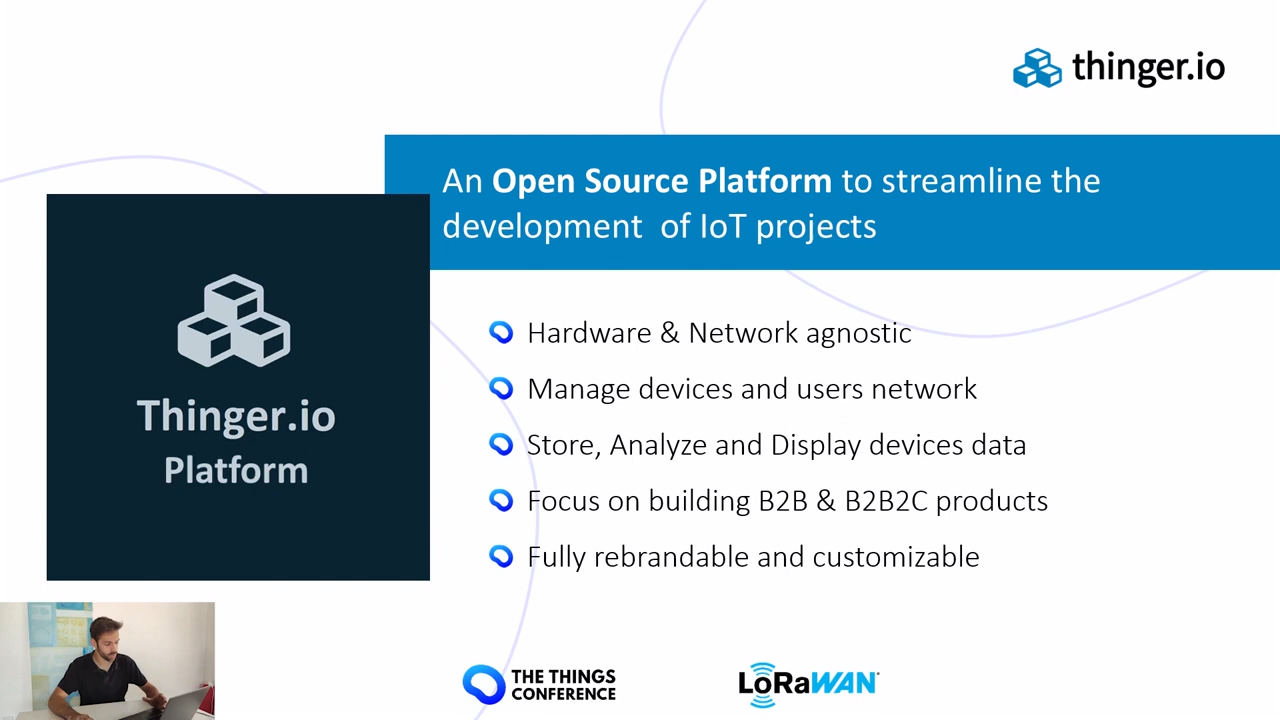 thinger.io
An Open Source Platform to streamline the
development of IoT projects
Thinger.io
Platform
Hardware & Network agnostic
Manage devices and users network
Store, Analyze and Display devices data
Focus on building B2B & B2B2C products
Fully rebrandable and customizable
THE THINGS
CONFERENCE
LoRaWAN